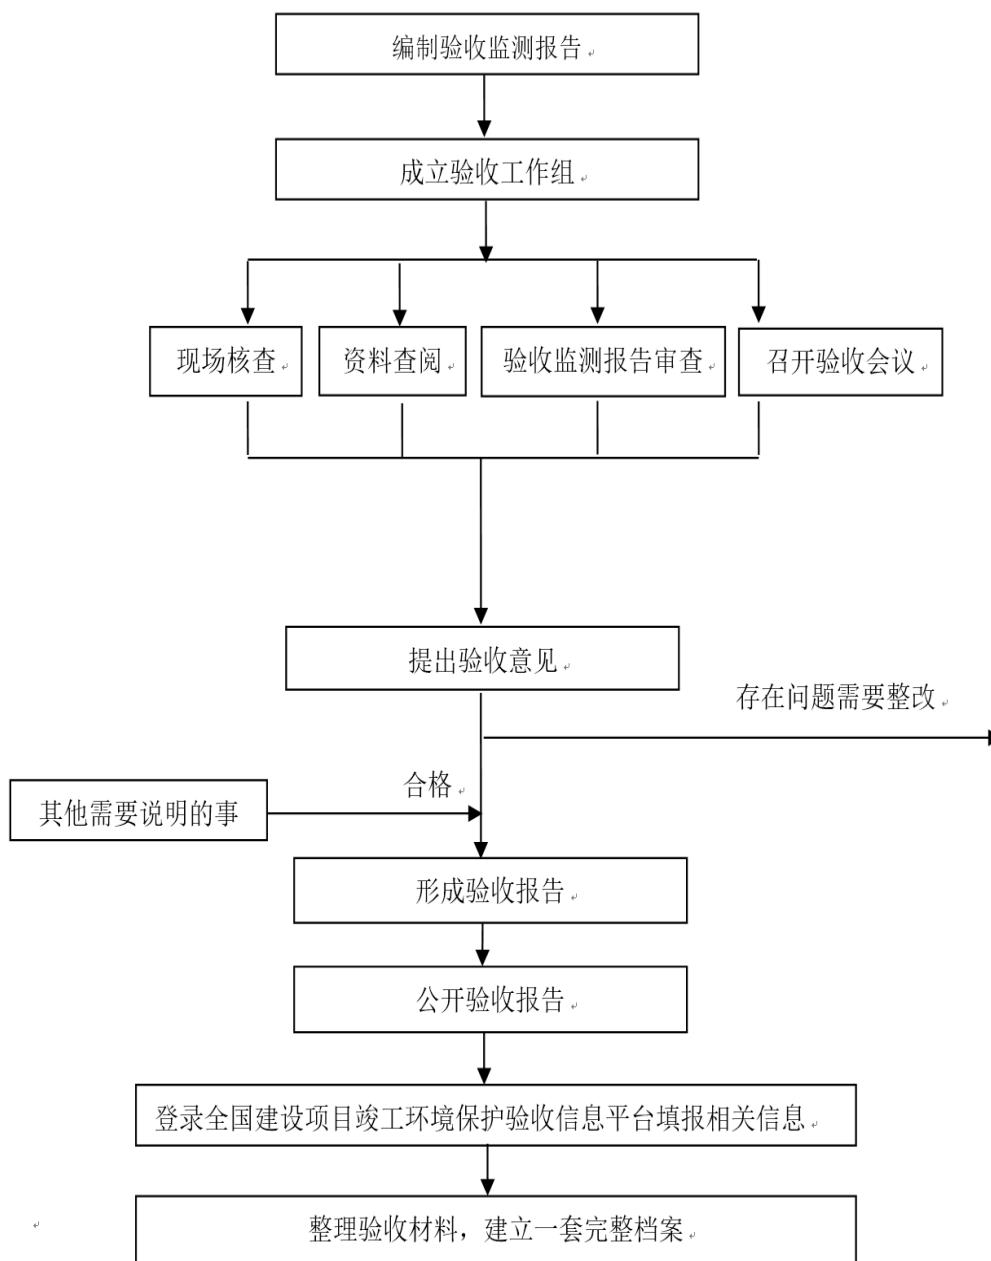 编制验收监测报告
成立验收工作组
现场核查
资料查阅
验收监测报告审查
召开验收会议
提出验收意见
存在问题需要整改
合格
其他需要说明的事
形成验收报告
公开验收报告
登录全国建设项目竣工环境保护验收信息平台填报相关信息
整理验收材料，建立一套完整档案